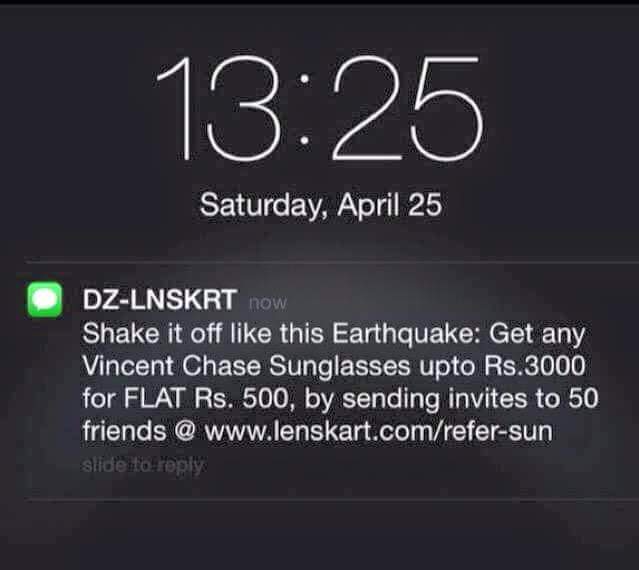 13:25
Saturday, April 25
DZ-LNSKRT now
Shake it off like this Earthquake: Get any
Vincent Chase Sunglasses upto Rs.3000
for FLAT Rs. 500, by sending invites to 50
friends @ www.lenskart.com/refer-sun
slide to reply